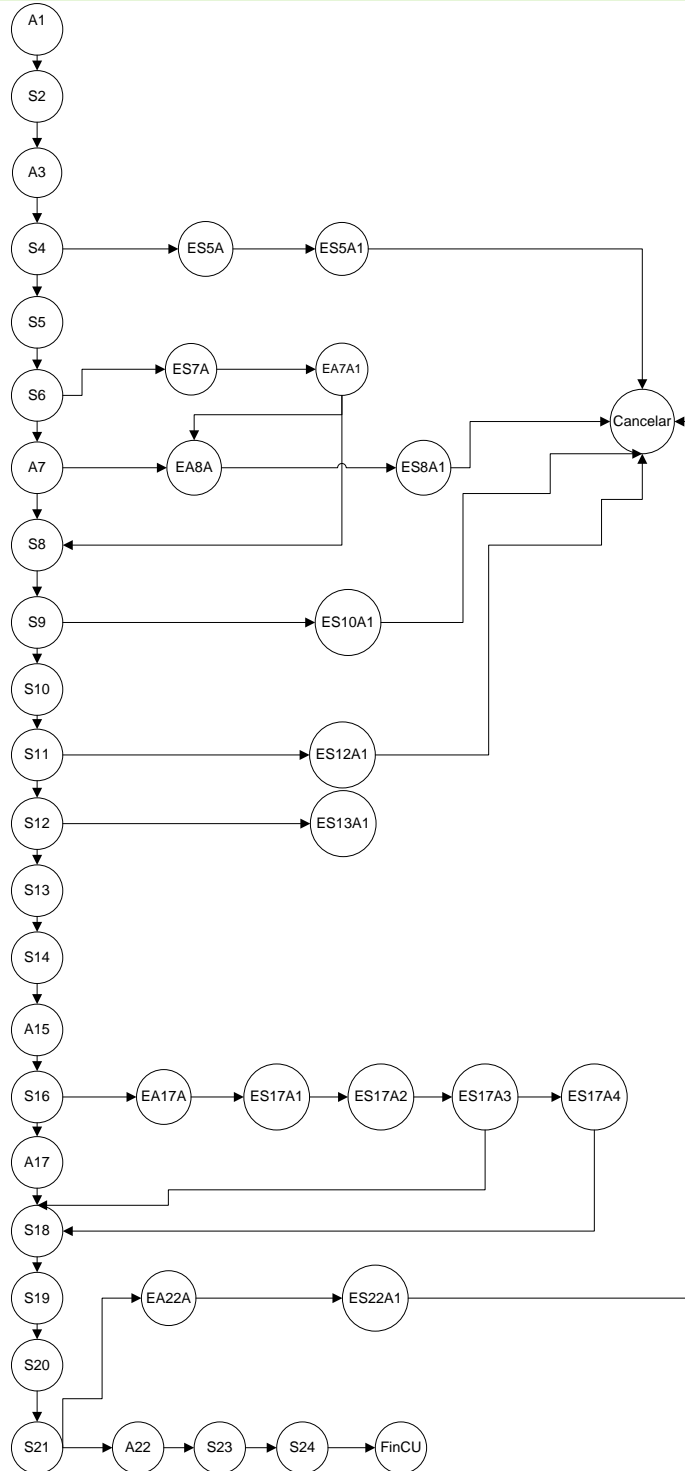 A1
S2
A3
S4
ES5A
ES5A1
S5
ES7A
EA7A1
S6
Cancelar
A7
EA8A
ES8A1
S8
S9
ES10A1
S10
S11
ES12A1
S12
ES13A1
S13
S14
A15
S16
EA17A
ES17A1
ES17A2
ES17A3
ES17A4
A17
S18
S19
EA22A
ES22A1
S20
S21
A22
S23
S24
FinCU